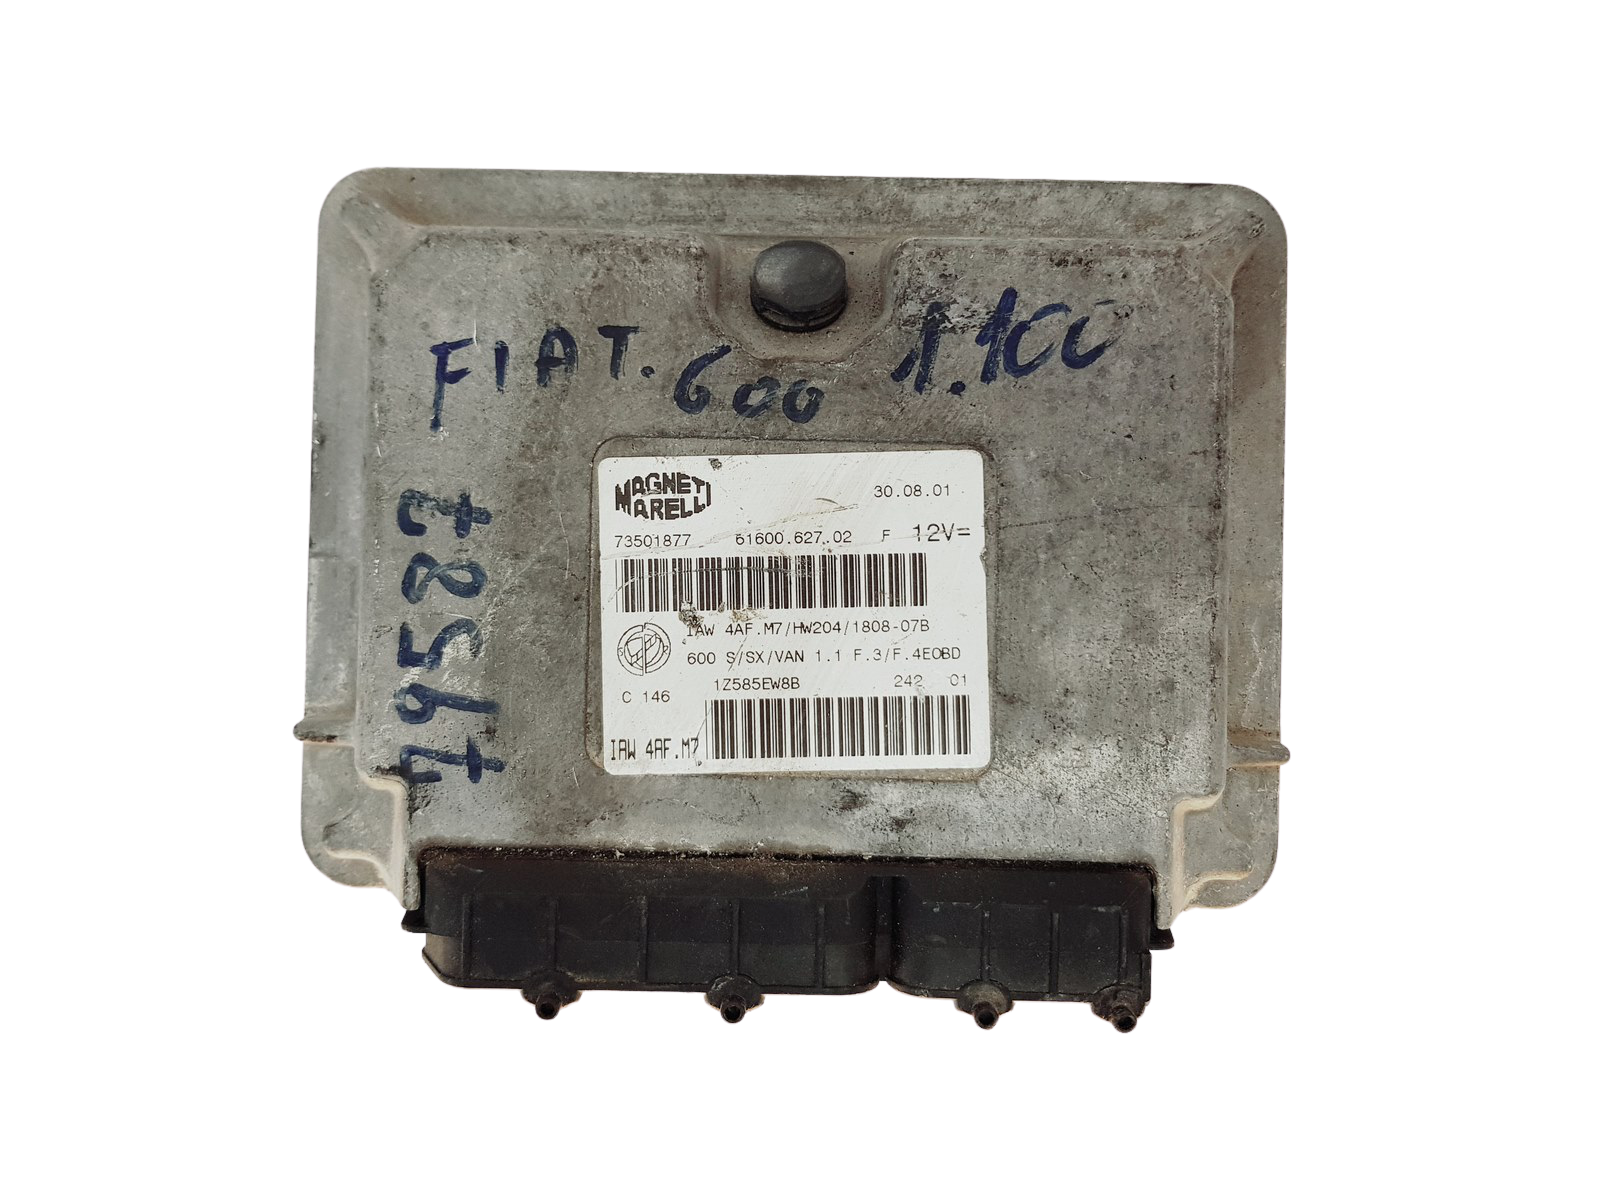 FIAT. 600 1.100
79587
MAGNETI
MARELLI
30.08.01
73501877 61600.627.02 F 12V=
IAW 4AF.M7/HW204/1808-07B
600 S/SX/VAN 1.1 F.3/F.4EOBD
C 146 1Z585EW8B 242 01
IAW 4AF.M7